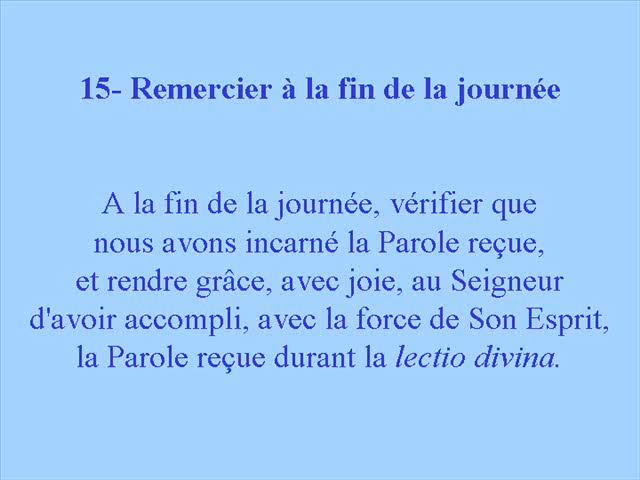 15- Remercier à la fin de la journée
A la fin de la journée, vérifier que
nous avons incarné la Parole reçue,
et rendre grâce, avec joie, au Seigneur
d'avoir accompli, avec la force de Son Esprit,
la Parole reçue durant la lectio divina.